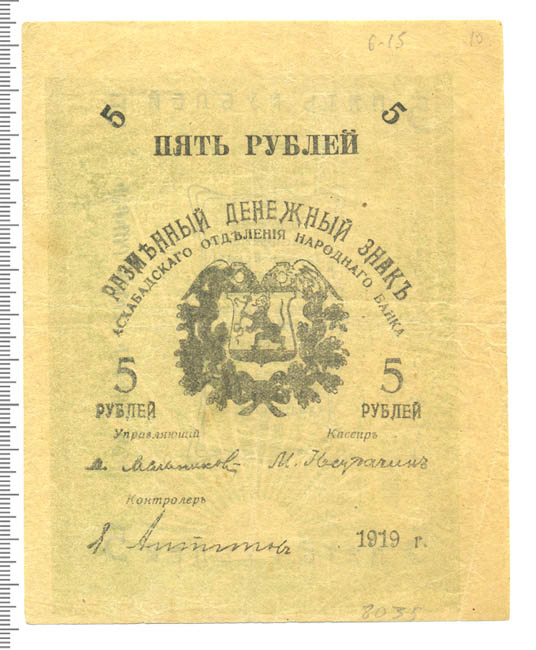 6-15 10
5 5
ПЯТЬ РУБЛЕЙ
РАЗМѢННЫЙ ДЕНЕЖНЫЙ ЗНАКЪ
АСХАБАДСКАГО ОТДѢЛЕНІЯ НАРОДНАГО БАНКА
5 5
РУБЛЕЙ РУБЛЕЙ
Управляющій Кассиръ
Мельников М.
Контролеръ
1919 г.
8035